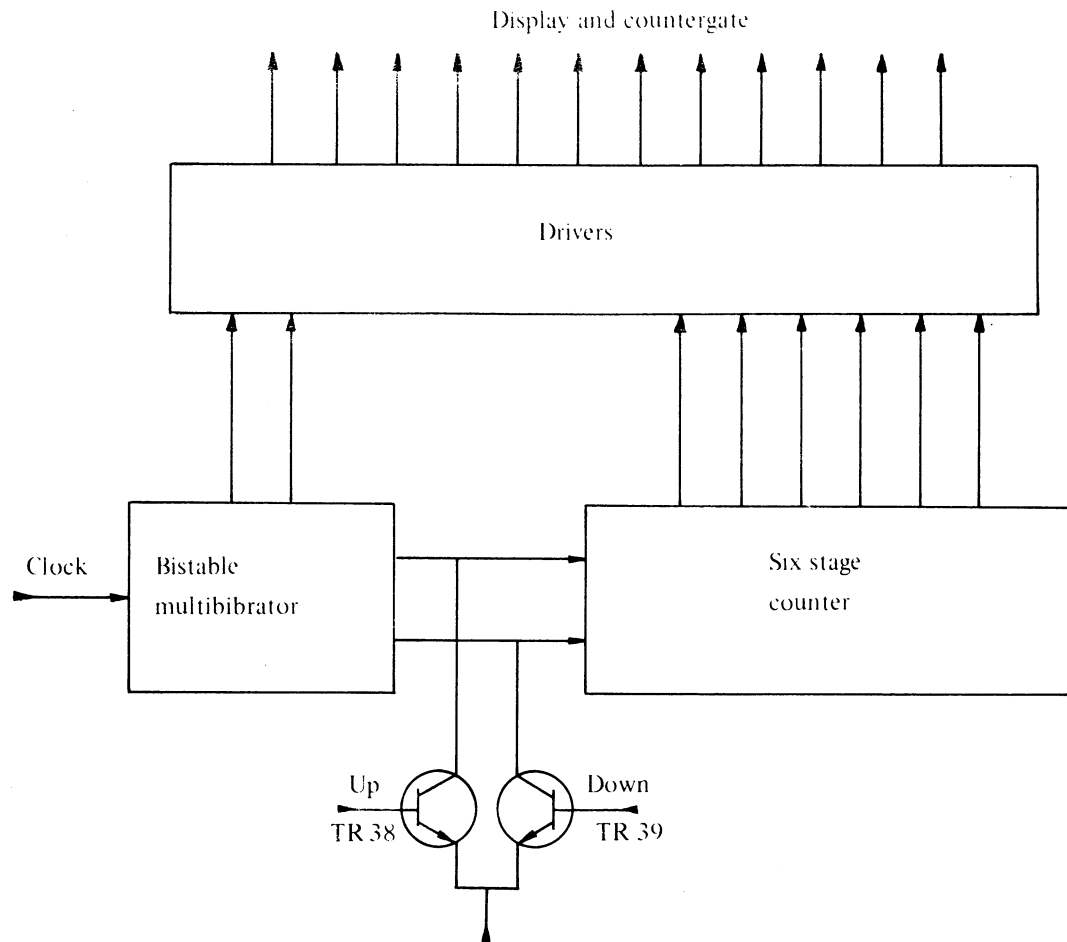 Display and countergate
Drivers
Clock
Bistable
multibibrator
Six stage
counter
Up
Down
TR 38
TR 39